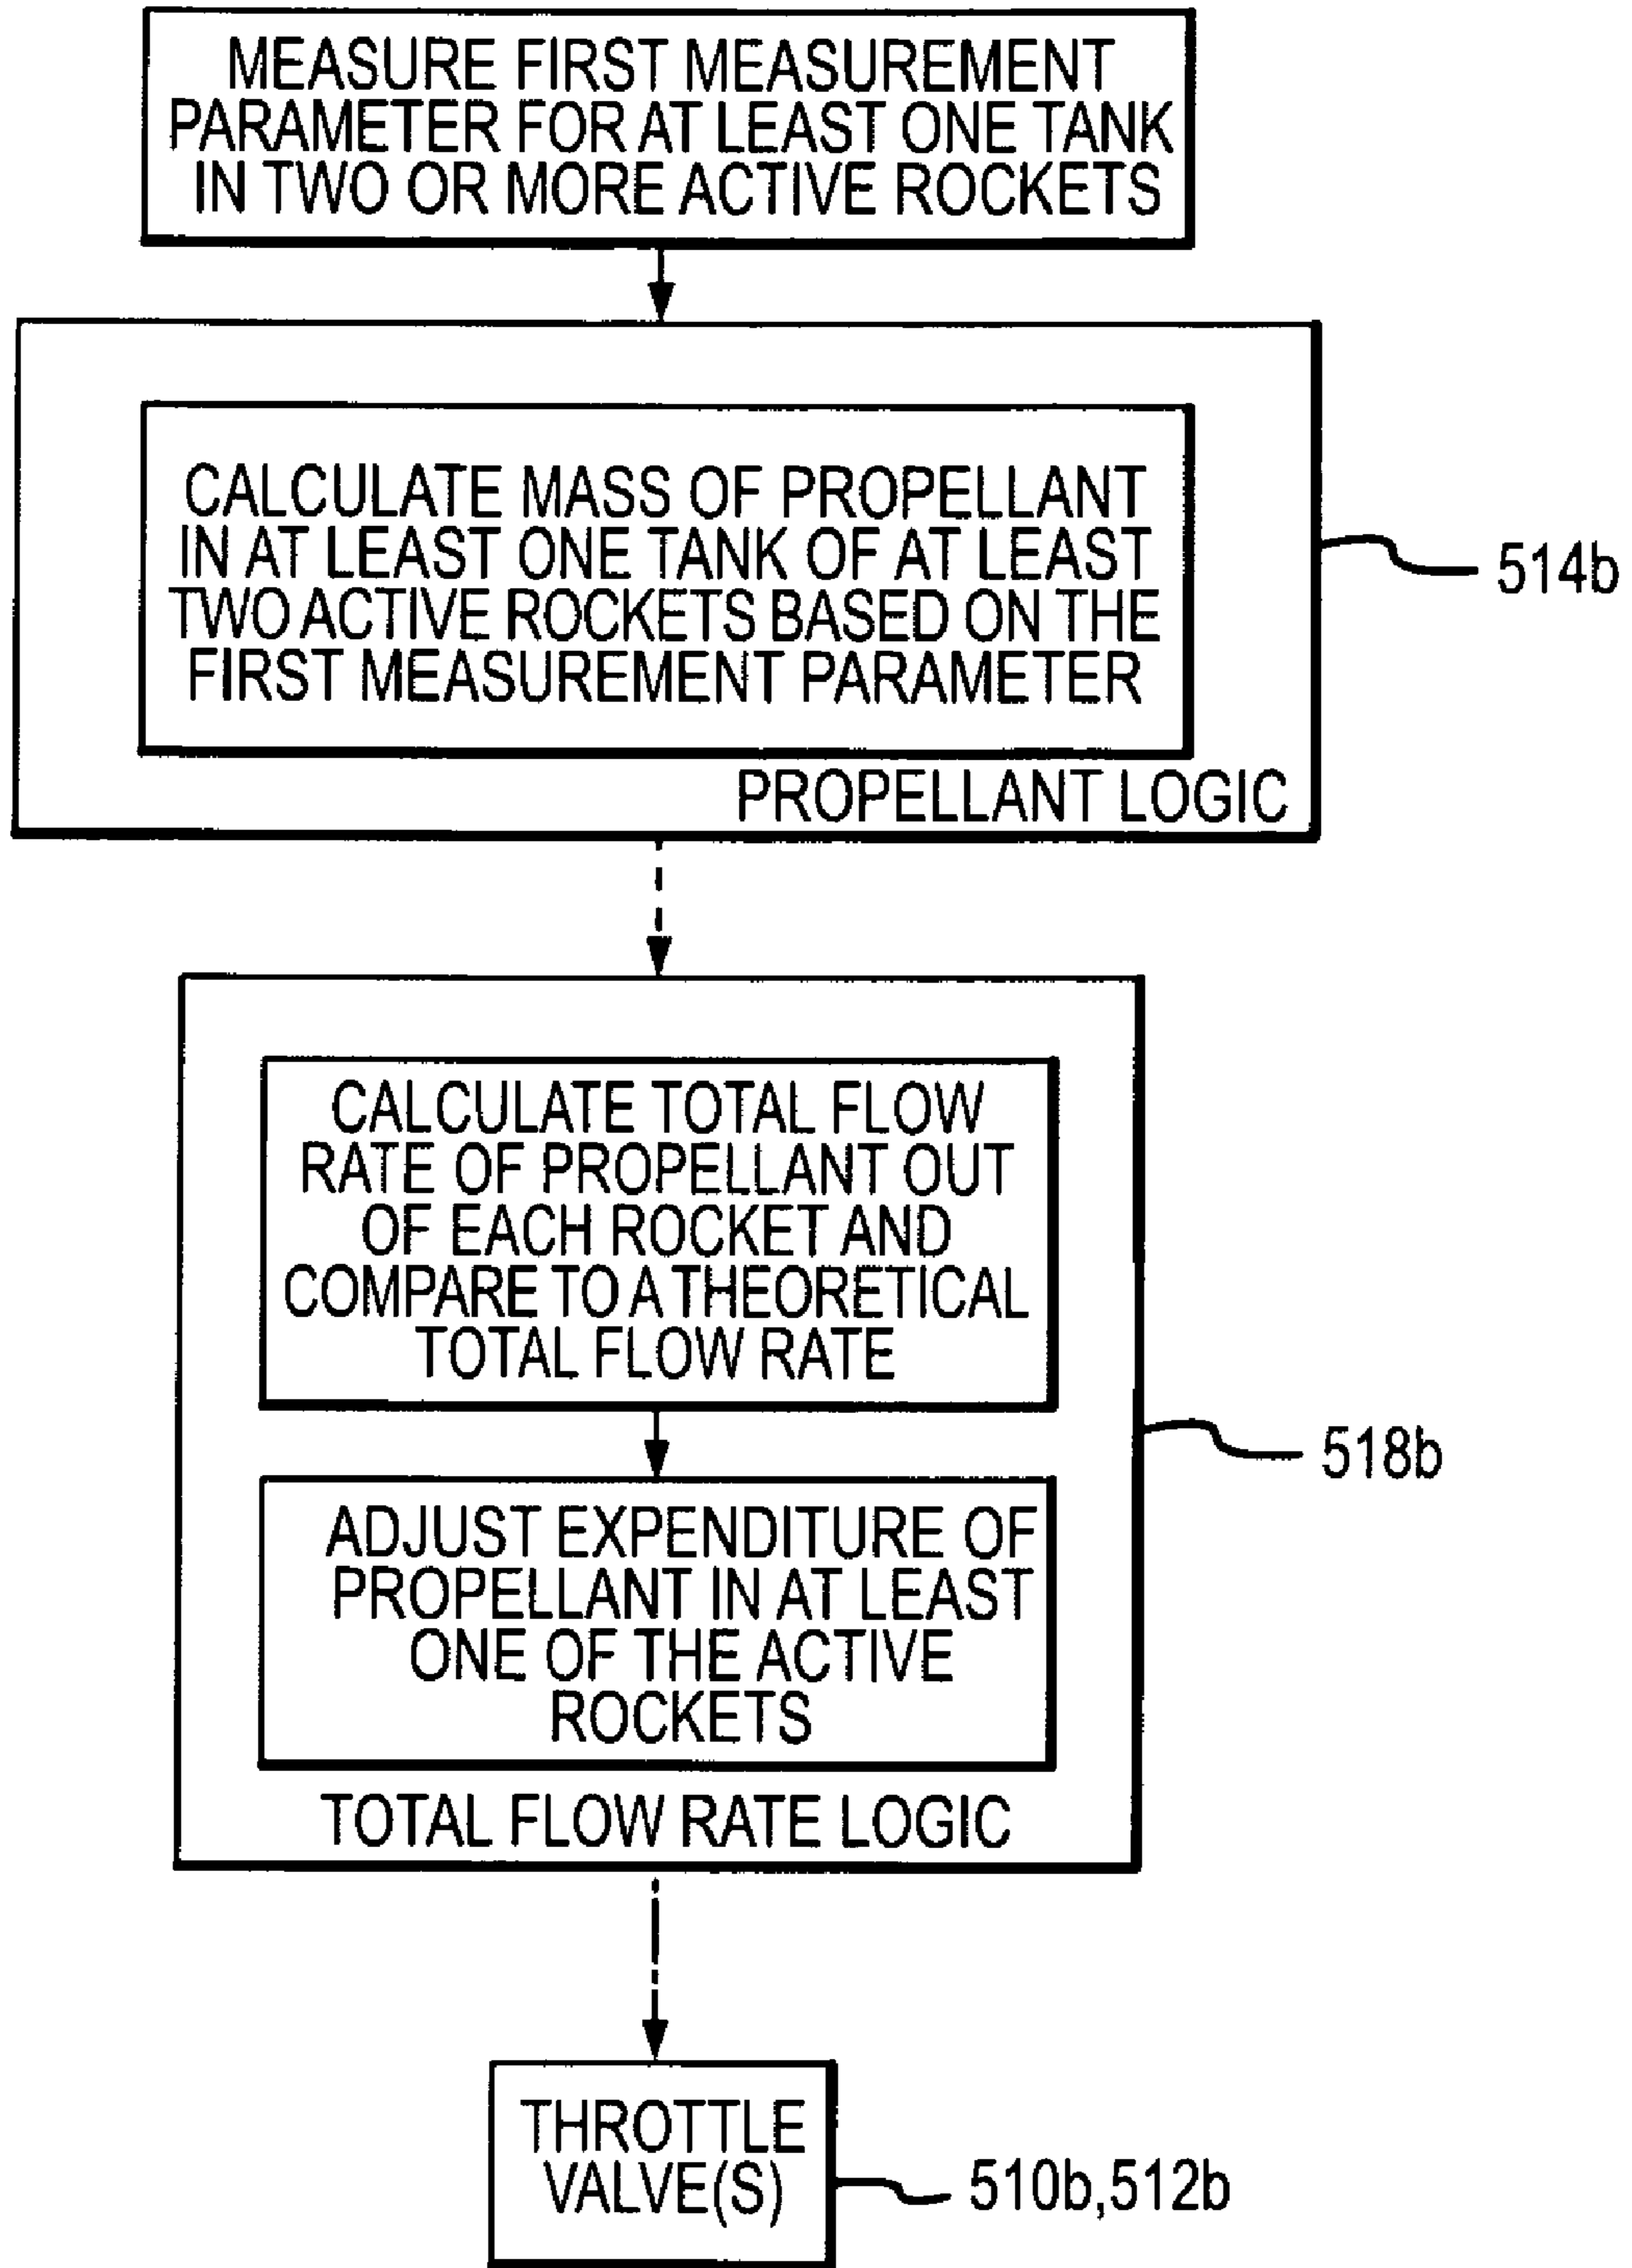 MEASURE FIRST MEASUREMENT
PARAMETER FOR AT LEAST ONE TANK
IN TWO OR MORE ACTIVE ROCKETS
CALCULATE MASS OF PROPELLANT
IN AT LEAST ONE TANK OF AT LEAST
TWO ACTIVE ROCKETS BASED ON THE
FIRST MEASUREMENT PARAMETER
PROPELLANT LOGIC
514b
CALCULATE TOTAL FLOW
RATE OF PROPELLANT OUT
OF EACH ROCKET AND
COMPARE TO A THEORETICAL
TOTAL FLOW RATE
ADJUST EXPENDITURE OF
PROPELLANT IN AT LEAST
ONE OF THE ACTIVE
ROCKETS
TOTAL FLOW RATE LOGIC
518b
THROTTLE
VALVE(S)
510b,512b